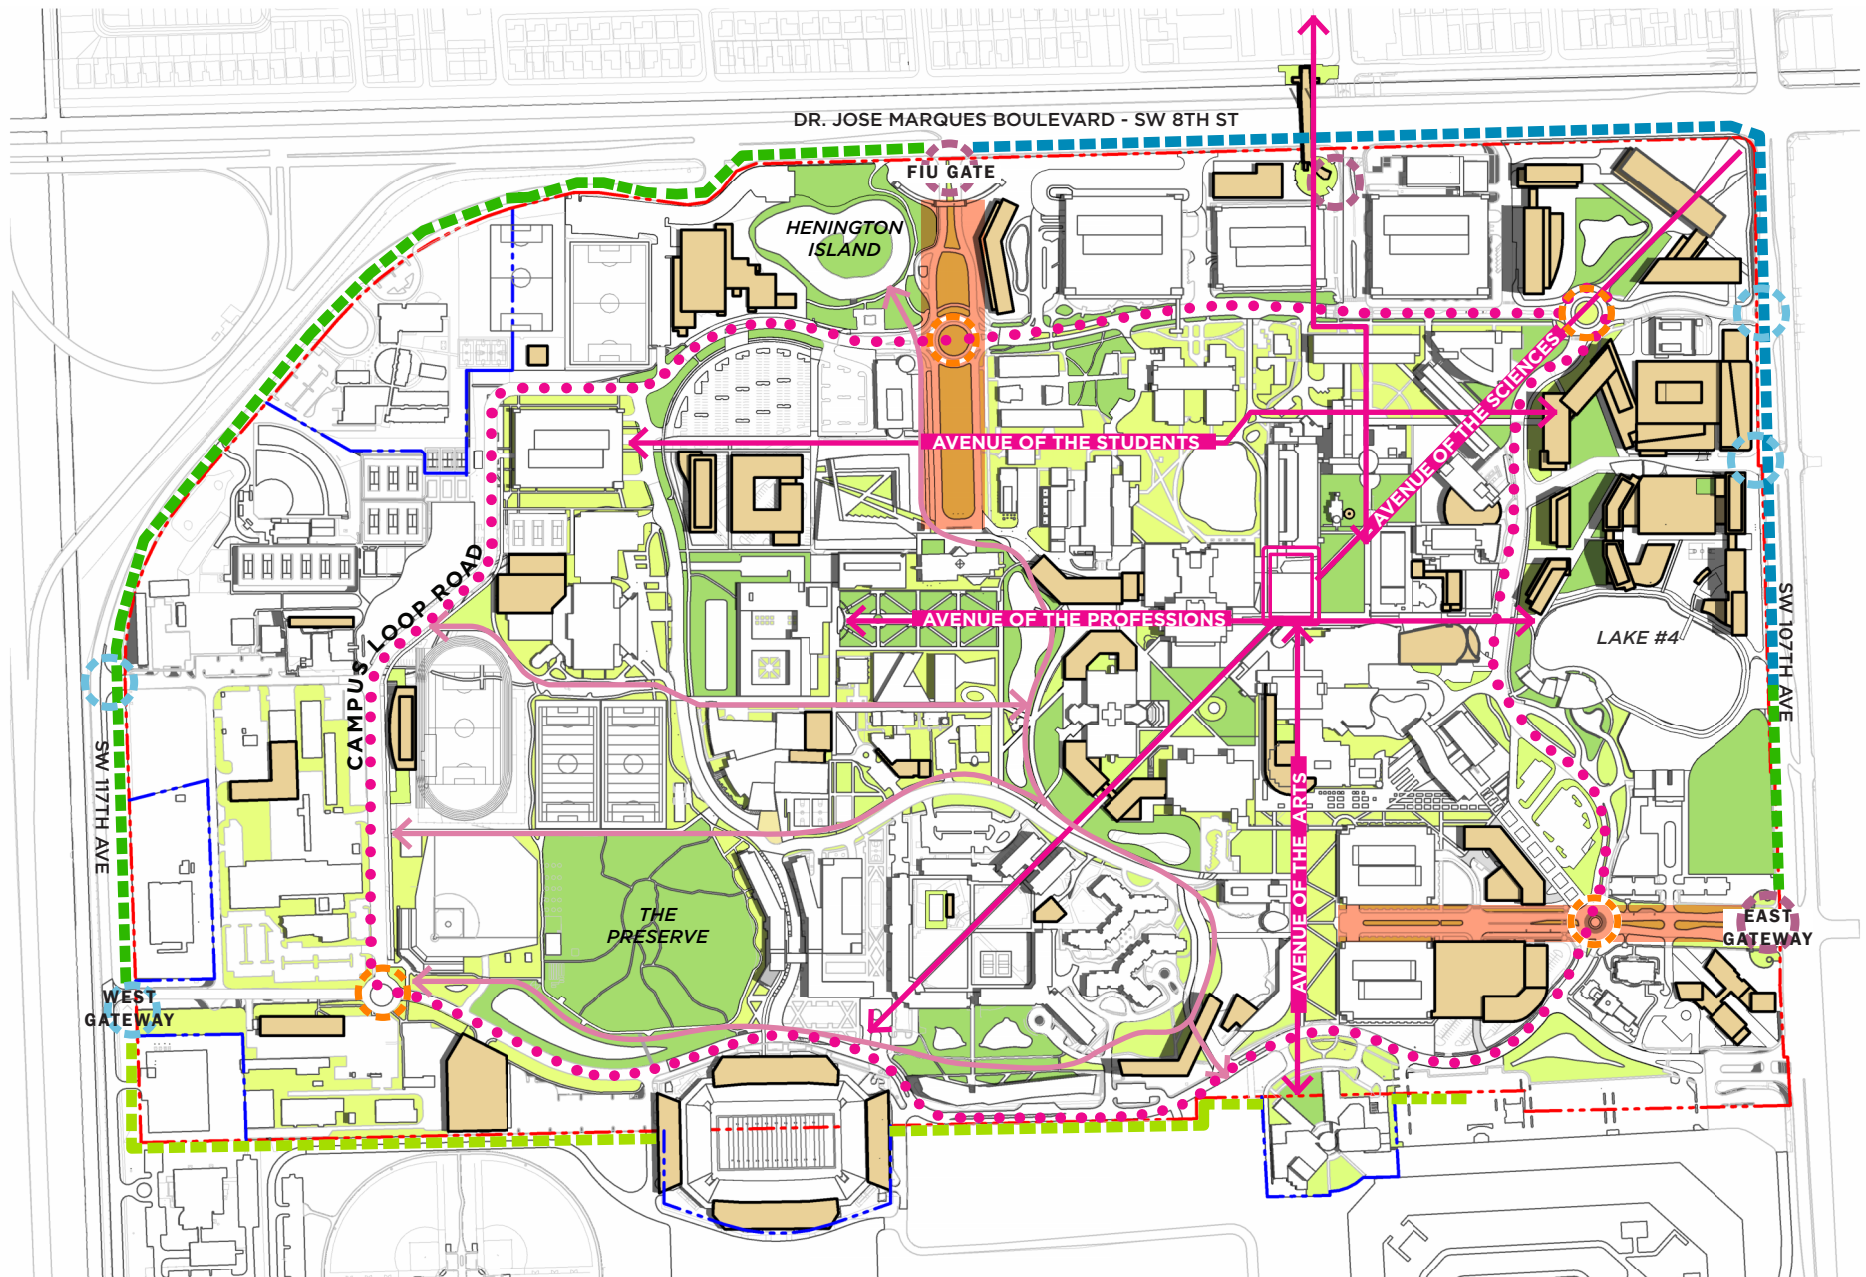 DR. JOSE MARQUES BOULEVARD - SW 8TH ST
FIU GATE
HENINGTON
ISLAND
AVENUE OF THE STUDENTS
AVENUE OF THE SCIENCES
CAMPUS LOOP ROAD
AVENUE OF THE PROFESSIONS
LAKE #4
SW 107TH AVE
SW 117TH AVE
AVENUE OF THE ARTS
THE
PRESERVE
EAST
GATEWAY
WEST
GATEWAY